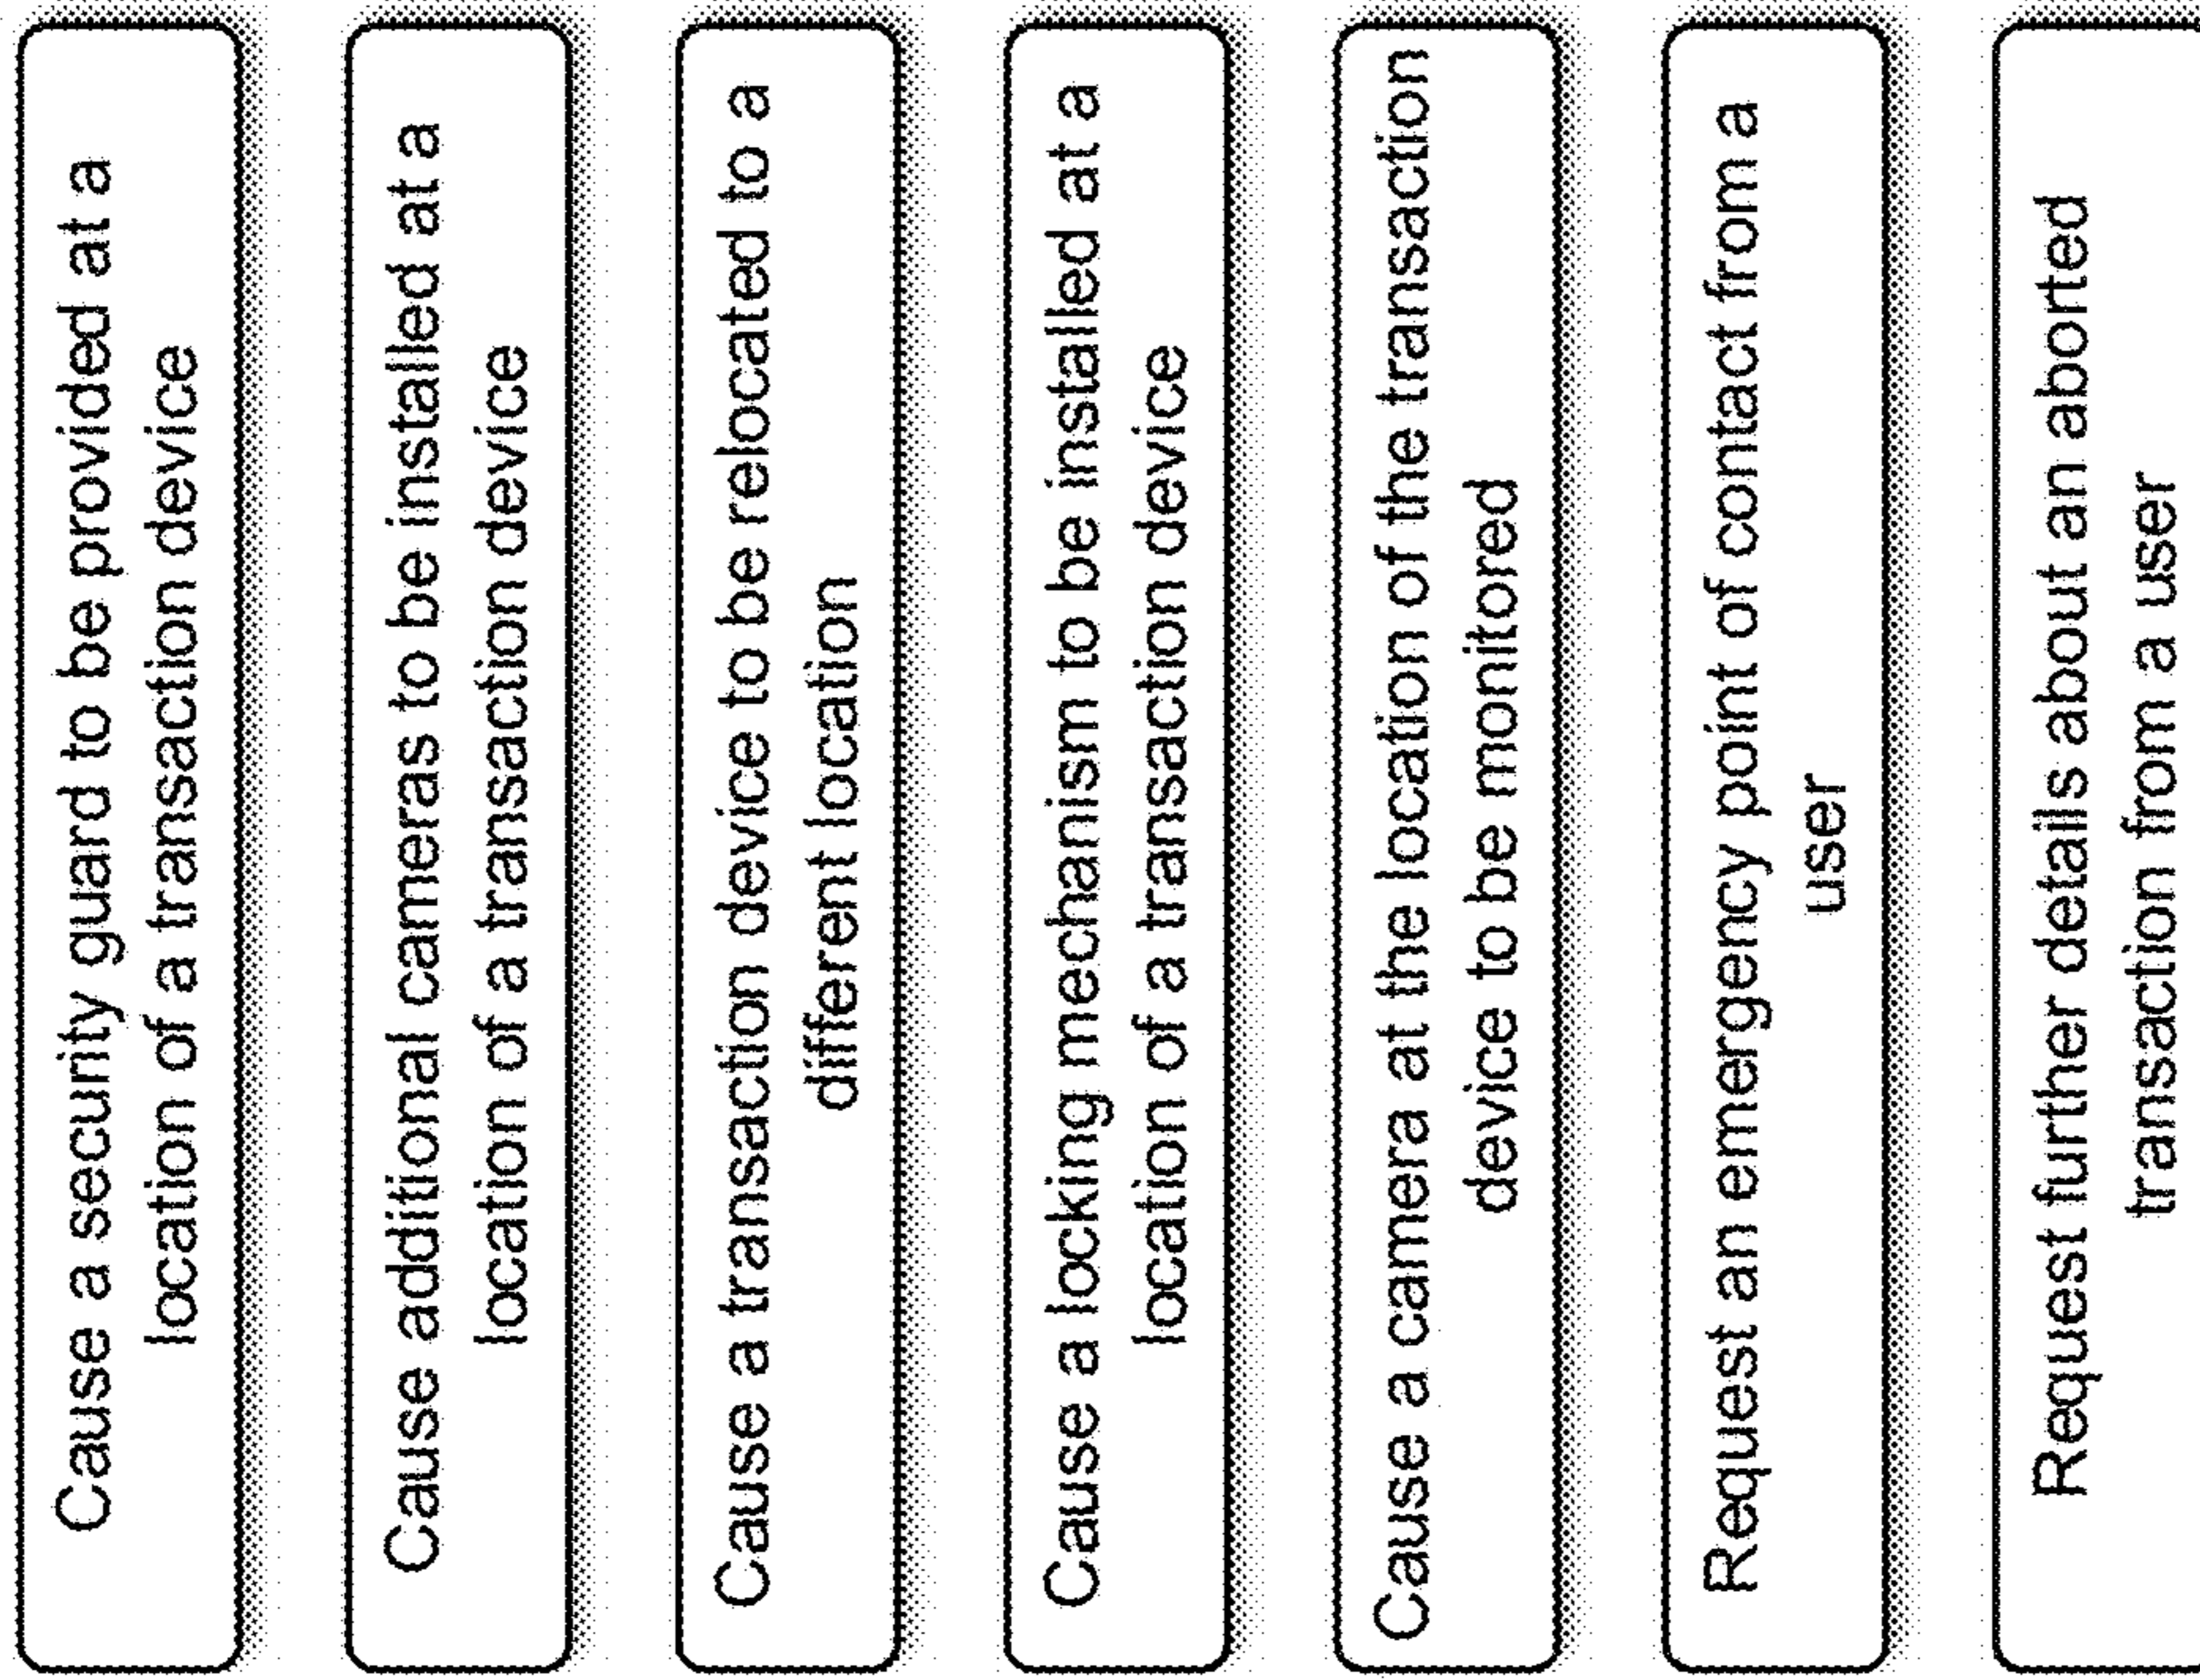 Cause a security guard to be provided at a
location of a transaction device
Cause additional cameras to be installed at a
location of a transaction device
Cause a transaction device to be relocated to a
different location
Cause a locking mechanism to be installed at a
location of a transaction device
Cause a camera at the location of the transaction
device to be monitored
Request an emergency point of contact from a
user
Request further details about an aborted
transaction from a user